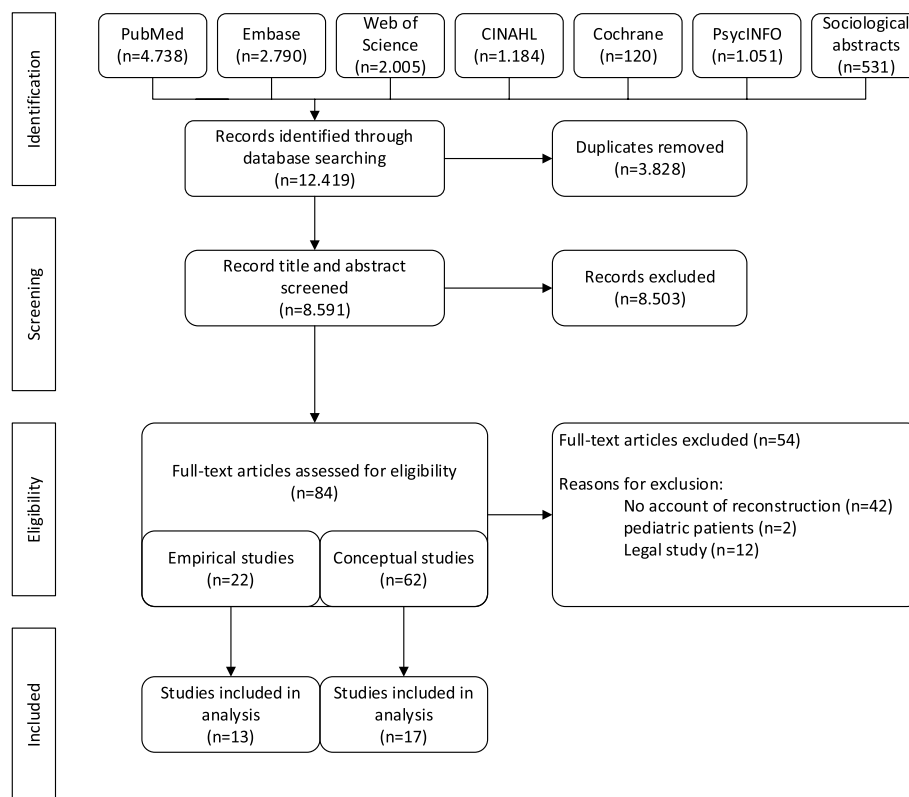 Identification
PubMed
(n=4.738)
Embase
(n=2.790)
Web of
Science
(n=2.005)
CINAHL
(n=1.184)
Cochrane
(n=120)
PsycINFO
(n=1.051)
Sociological
abstracts
(n=531)
Records identified through
database searching
(n=12.419)
Duplicates removed
(n=3.828)
Screening
Record title and abstract
screened
(n=8.591)
Records excluded
(n=8.503)
Eligibility
Full-text articles assessed for eligibility
(n=84)
Empirical studies
(n=22)
Conceptual studies
(n=62)
Full-text articles excluded (n=54)
Reasons for exclusion:
No account of reconstruction (n=42)
pediatric patients (n=2)
Legal study (n=12)
Included
Studies included in
analysis
(n=13)
Studies included in
analysis
(n=17)